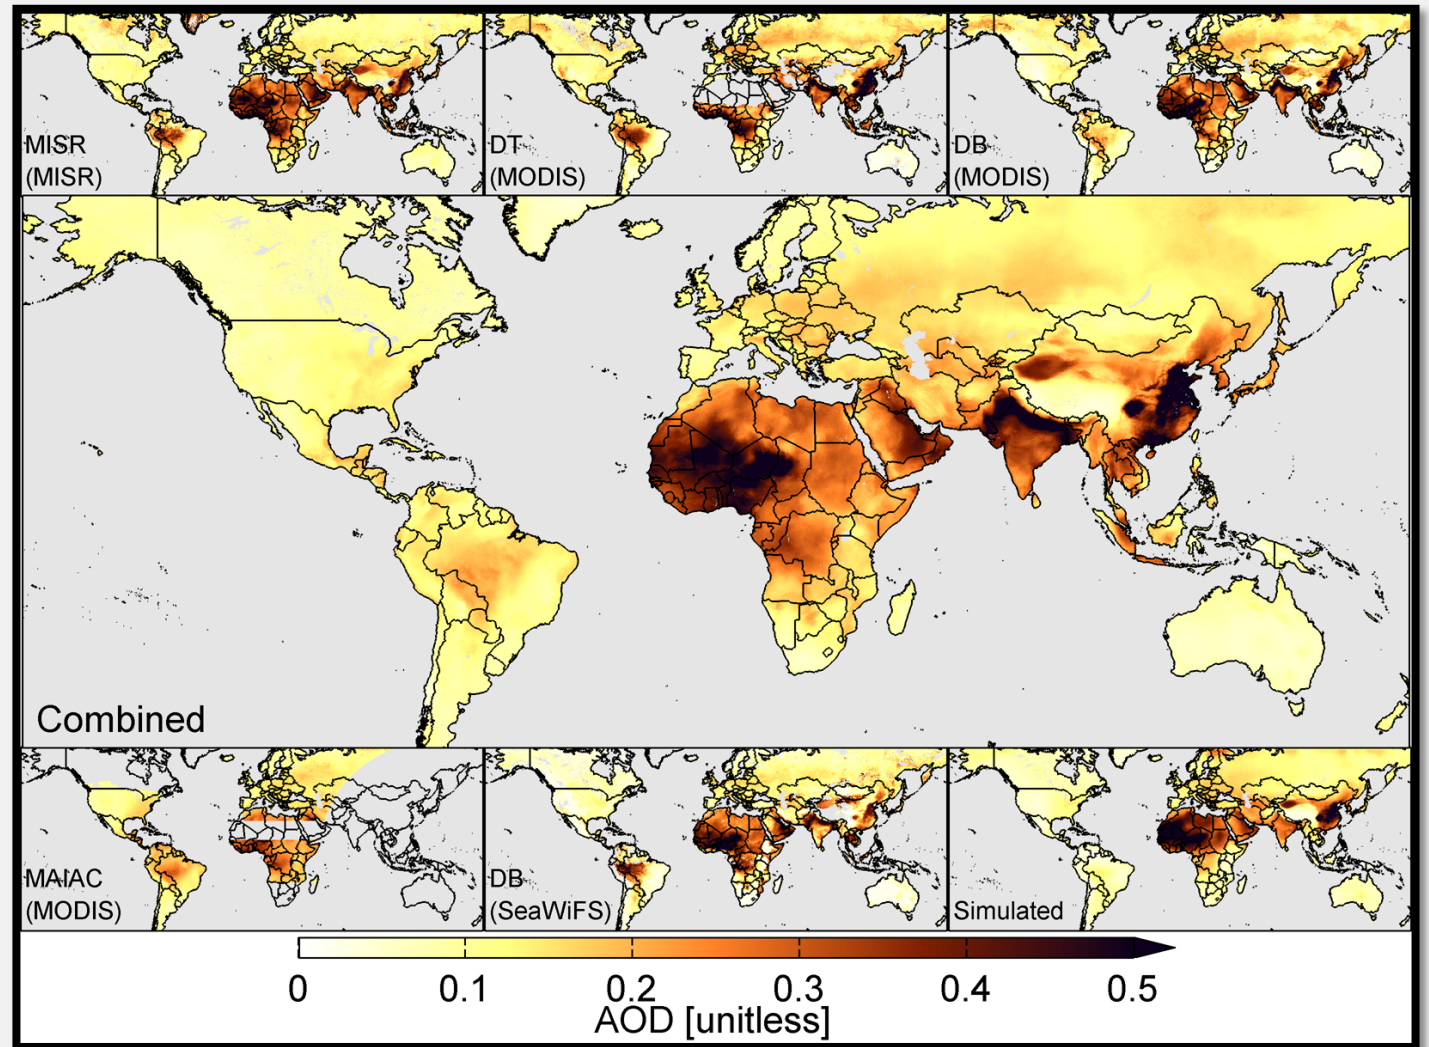 MISR
(MISR)
DT
(MODIS)
DB
(MODIS)
Combined
MAIAC
(MODIS)
DB
(SeaWiFS)
Simulated
0 0.1 0.2 0.3 0.4 0.5
AOD [unitless]